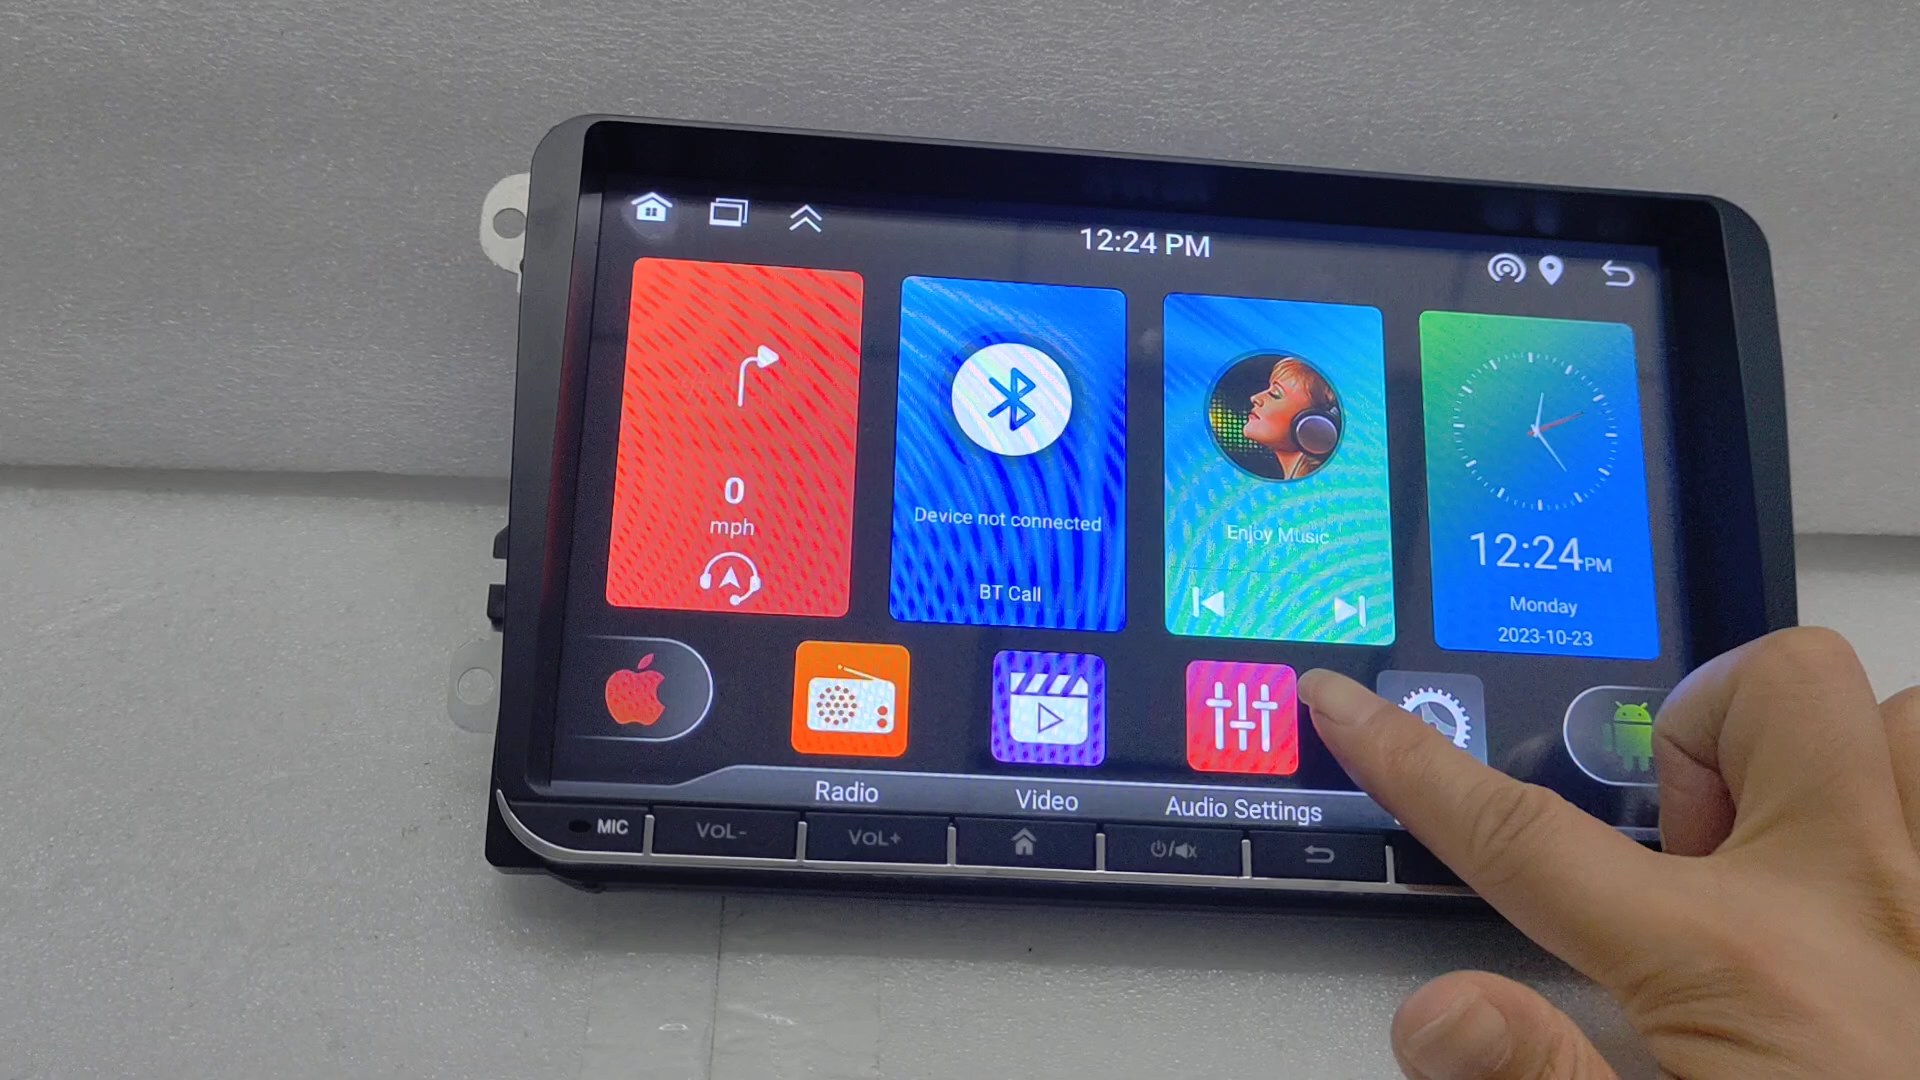 12:24 PM
0
mph
Device not connected
BT Call
Enjoy Music
12:24PM
Monday
2023-10-23
Radio
Video
Audio Settings
MIC
VOL-
VOL+